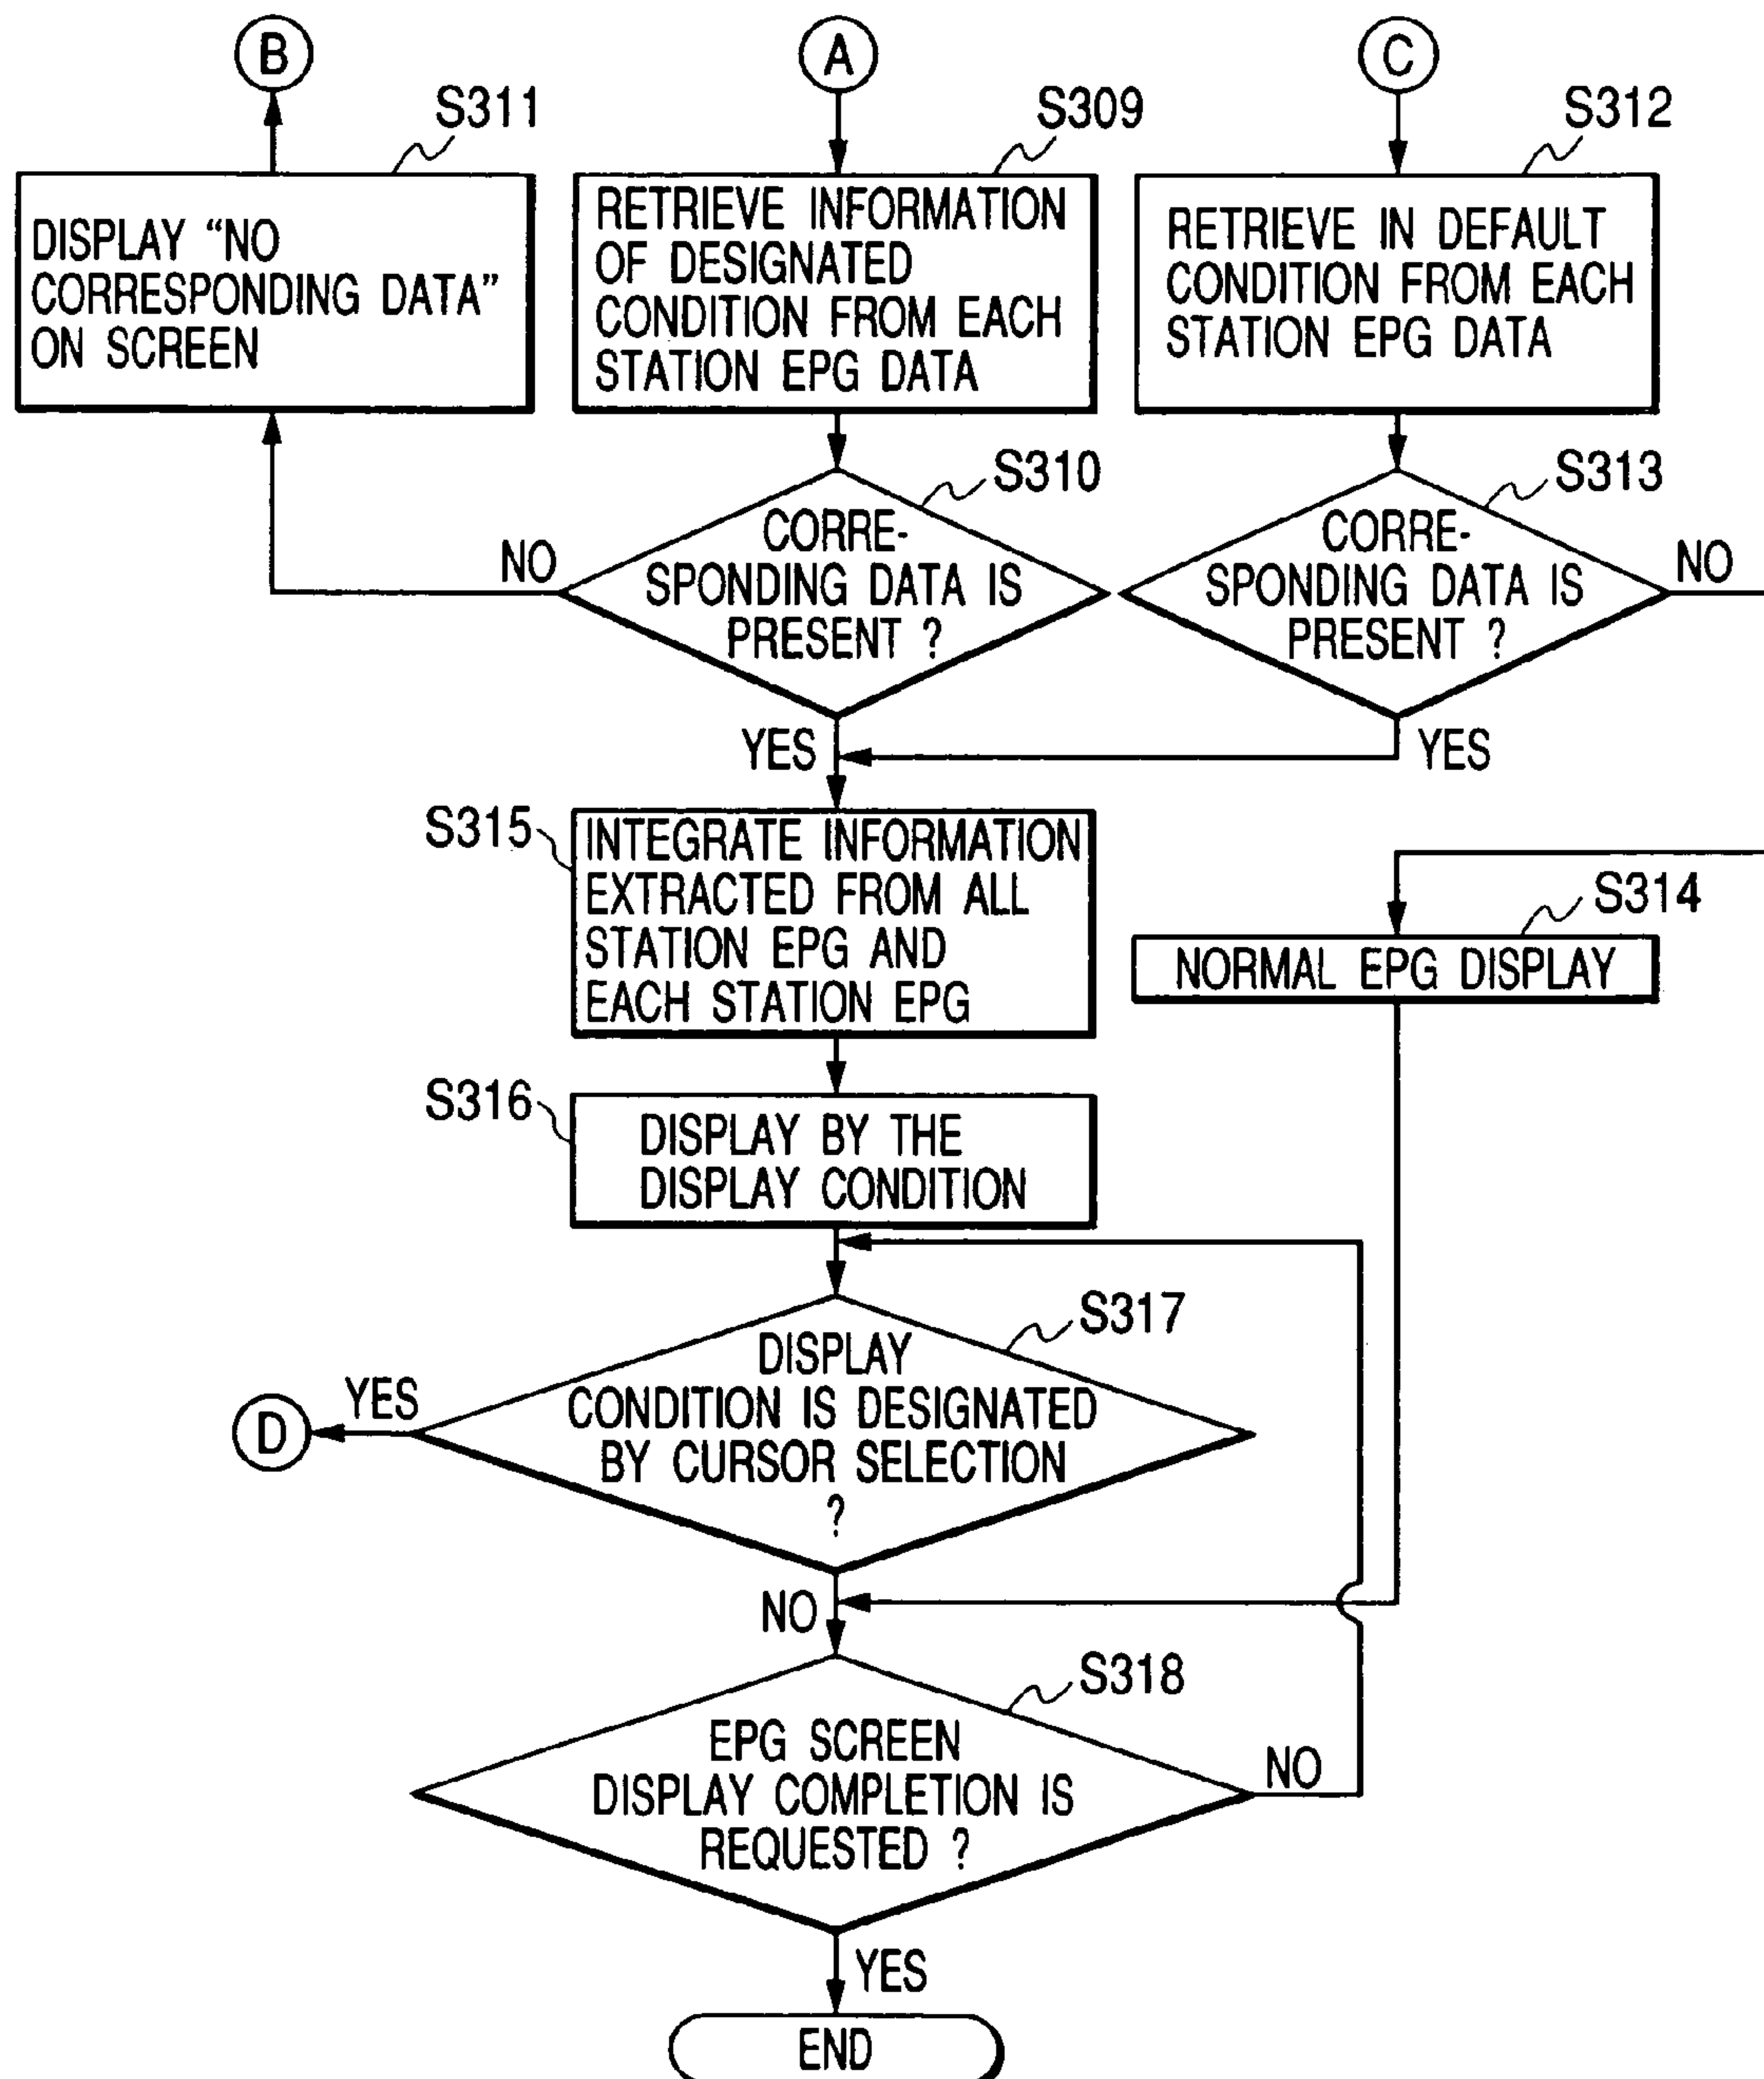 B
A
C
S311
S309
S312
DISPLAY “NO
CORRESPONDING DATA”
ON SCREEN
RETRIEVE INFORMATION
OF DESIGNATED
CONDITION FROM EACH
STATION EPG DATA
RETRIEVE IN DEFAULT
CONDITION FROM EACH
STATION EPG DATA
S310
S313
NO
CORRE-
SPONDING DATA IS
PRESENT ?
CORRE-
SPONDING DATA IS
PRESENT ?
NO
YES
YES
S315
INTEGRATE INFORMATION
EXTRACTED FROM ALL
STATION EPG AND
EACH STATION EPG
S314
NORMAL EPG DISPLAY
S316
DISPLAY BY THE
DISPLAY CONDITION
S317
DISPLAY
CONDITION IS DESIGNATED
BY CURSOR SELECTION
?
YES
D
NO
S318
EPG SCREEN
DISPLAY COMPLETION IS
REQUESTED ?
NO
YES
END